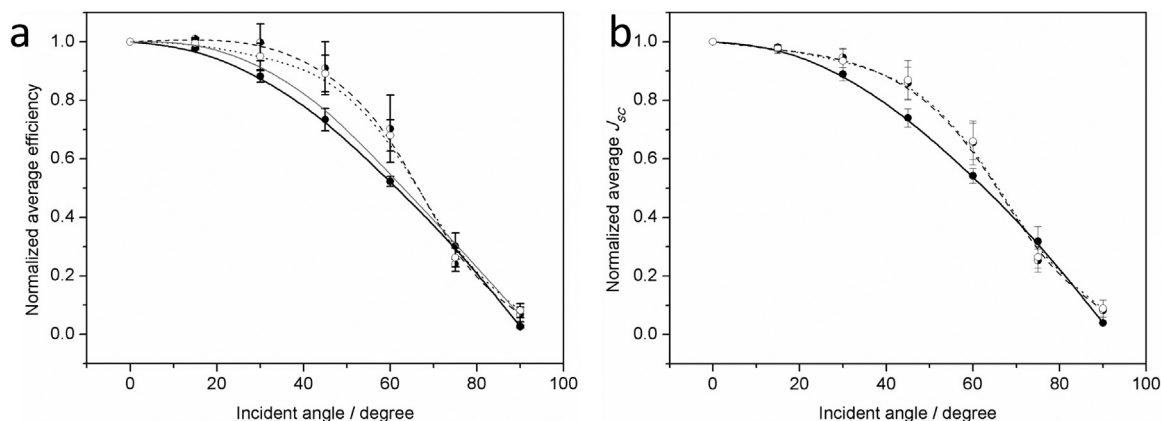 a
Normalized average efficiency
1.0
0.8
0.6
0.4
0.2
0.0
0 20 40 60 80 100
Incident angle / degree
b
Normalized average Jsc
1.0
0.8
0.6
0.4
0.2
0.0
0 20 40 60 80 100
Incident angle / degree